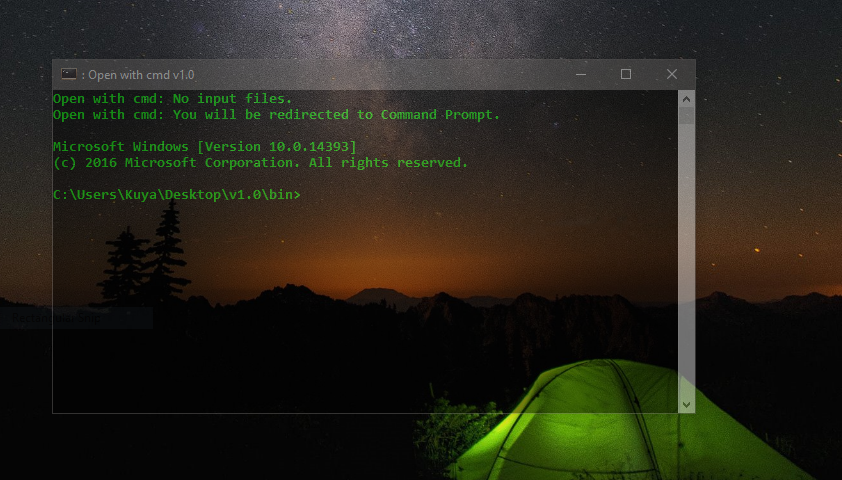 : Open with cmd v1.0
Open with cmd: No input files.
Open with cmd: You will be redirected to Command Prompt.
Microsoft Windows [Version 10.0.14393]
(c) 2016 Microsoft Corporation. All rights reserved.
C:\Users\Kuya\Desktop\v1.0\bin>